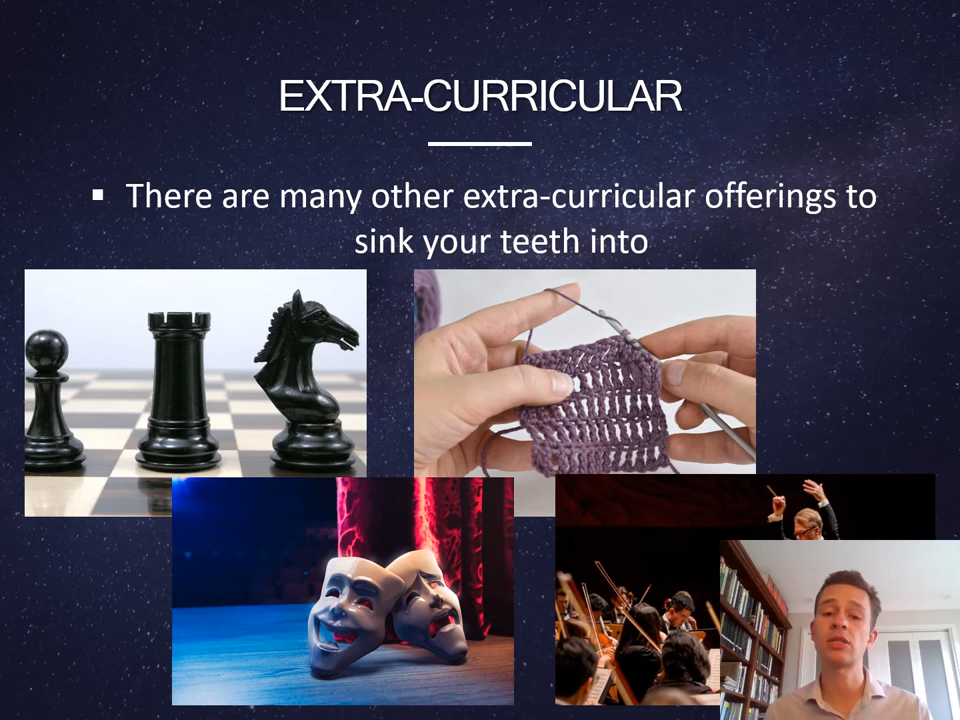 EXTRA-CURRICULAR
▪ There are many other extra-curricular offerings to
sink your teeth into